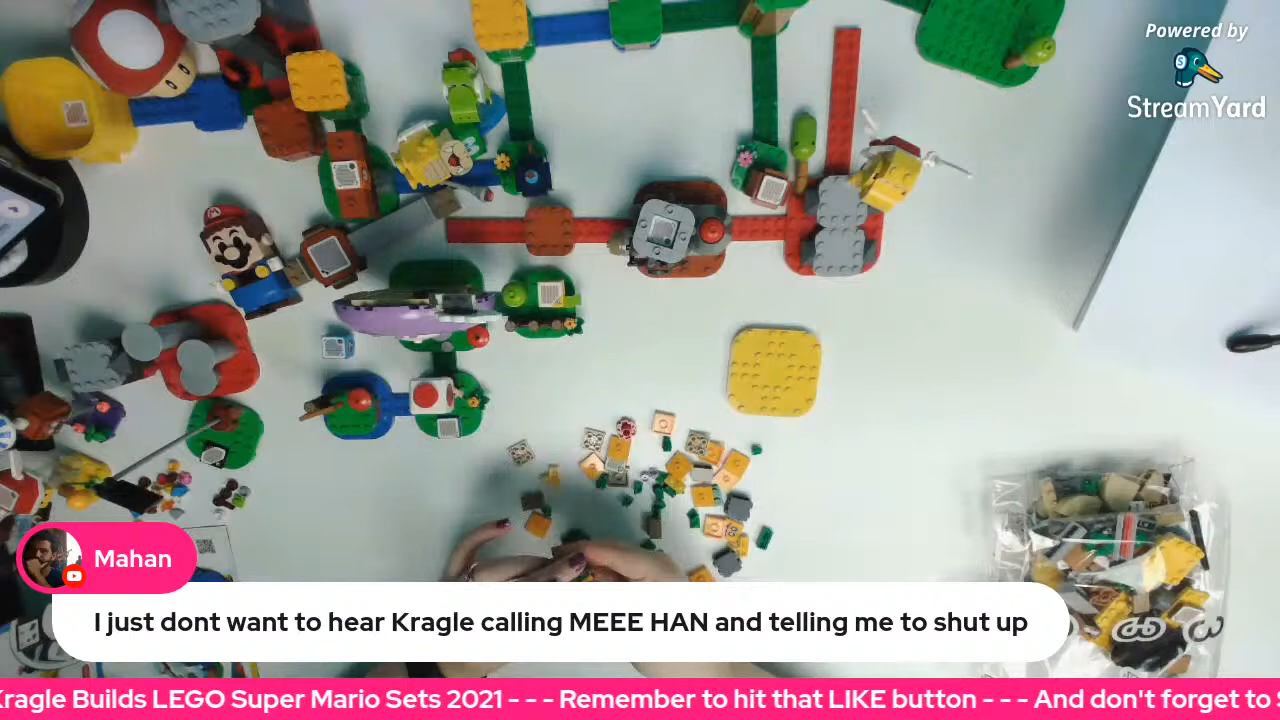 Powered by
StreamYard
Mahan
I just dont want to hear Kragle calling MEEE HAN and telling me to shut up
Kragle Builds LEGO Super Mario Sets 2021 - - - Remember to hit that LIKE button - - - And don't forget to